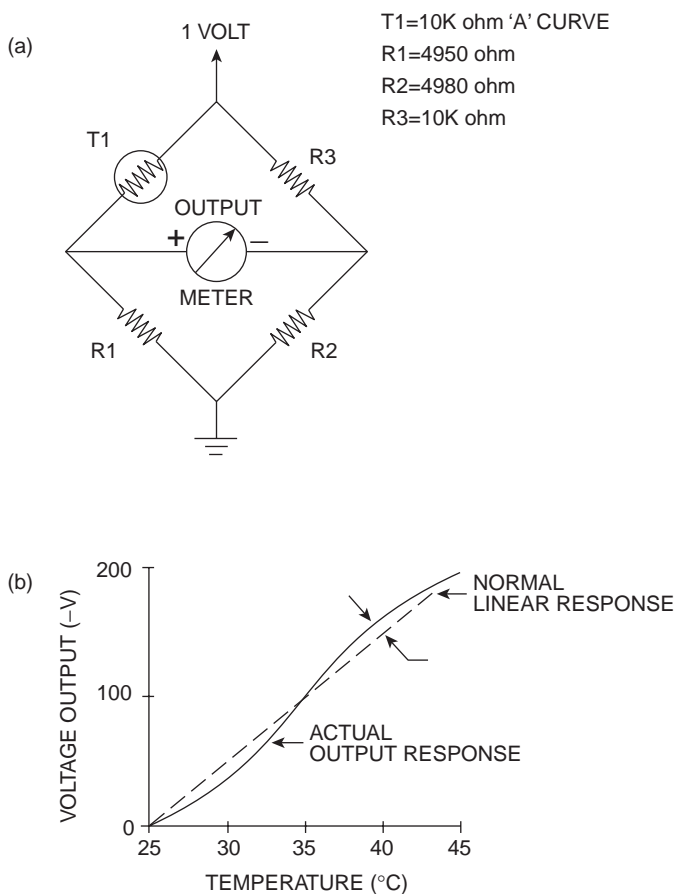 (a)
1 VOLT
T1=10K ohm ‘A’ CURVE
R1=4950 ohm
R2=4980 ohm
R3=10K ohm
T1
R3
OUTPUT
+
–
METER
R1
R2
(b)
VOLTAGE OUTPUT (–V)
200
100
0
NORMAL
LINEAR RESPONSE
ACTUAL
OUTPUT RESPONSE
25
30
35
40
45
TEMPERATURE (°C)